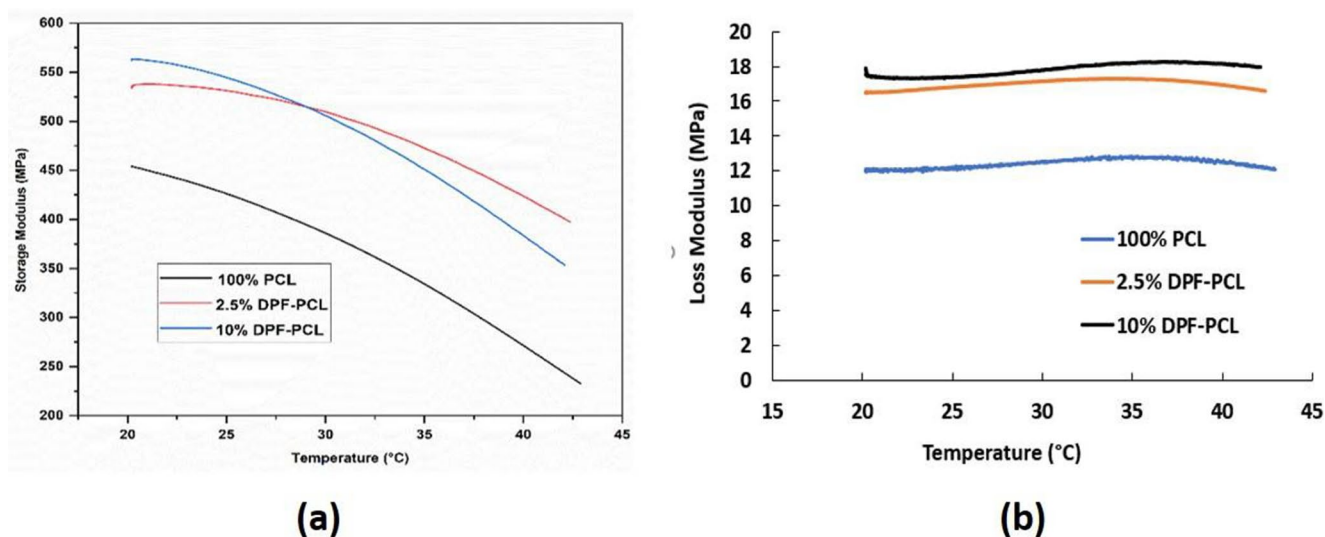 600
550
500
450
400
350
300
250
200
Storage Modulus (MPa)
100% PCL
2.5% DPF-PCL
10% DPF-PCL
20 25 30 35 40 45
Temperature (°C)
(a)
(b)
20
18
16
14
12
10
8
6
4
2
0
Loss Modulus (MPa)
100% PCL
2.5% DPF-PCL
10% DPF-PCL
15 20 25 30 35 40 45
Temperature (°C)
(b)